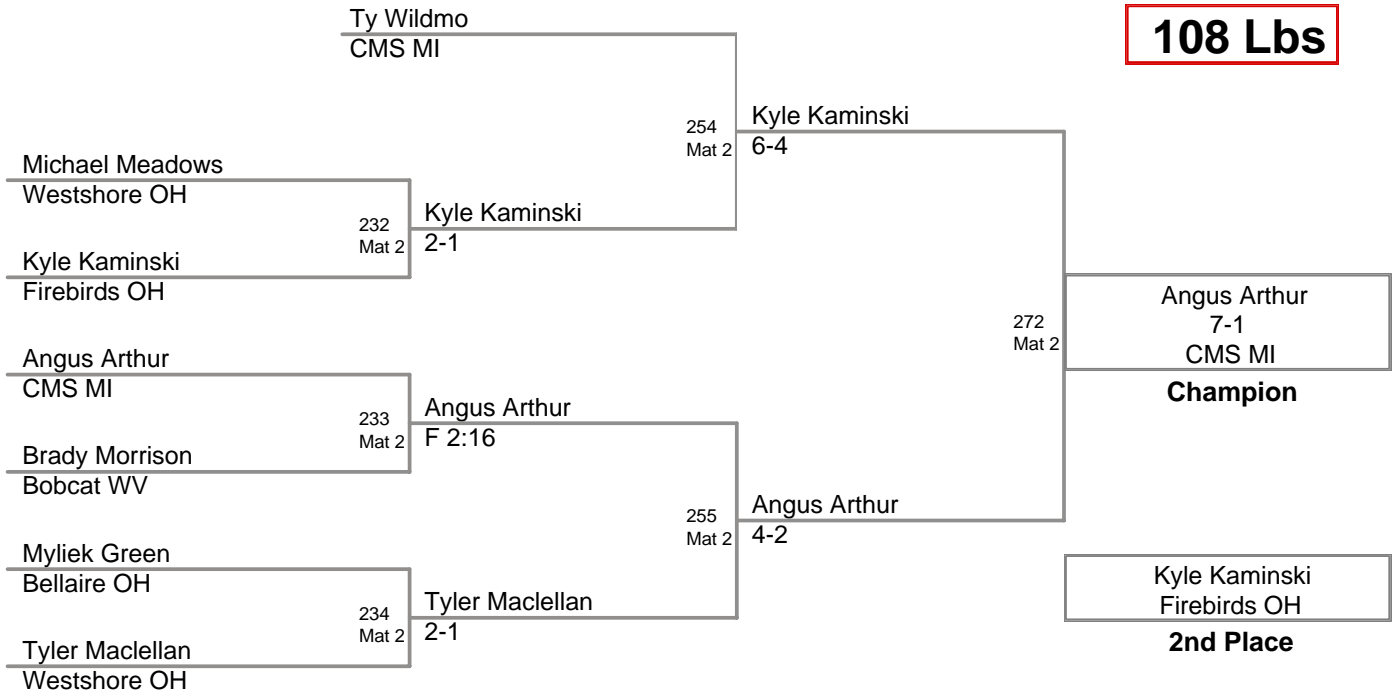 Ty Wildmo
CMS MI
108 Lbs
254
Mat 2
Kyle Kaminski
6-4
Michael Meadows
Westshore OH
232
Mat 2
Kyle Kaminski
2-1
Kyle Kaminski
Firebirds OH
Angus Arthur
7-1
CMS MI
Champion
272
Mat 2
Angus Arthur
CMS MI
233
Mat 2
Angus Arthur
F 2:16
Brady Morrison
Bobcat WV
255
Mat 2
Angus Arthur
4-2
Myliek Green
Bellaire OH
234
Mat 2
Tyler Maclellan
2-1
Tyler Maclellan
Westshore OH
Kyle Kaminski
Firebirds OH
2nd Place